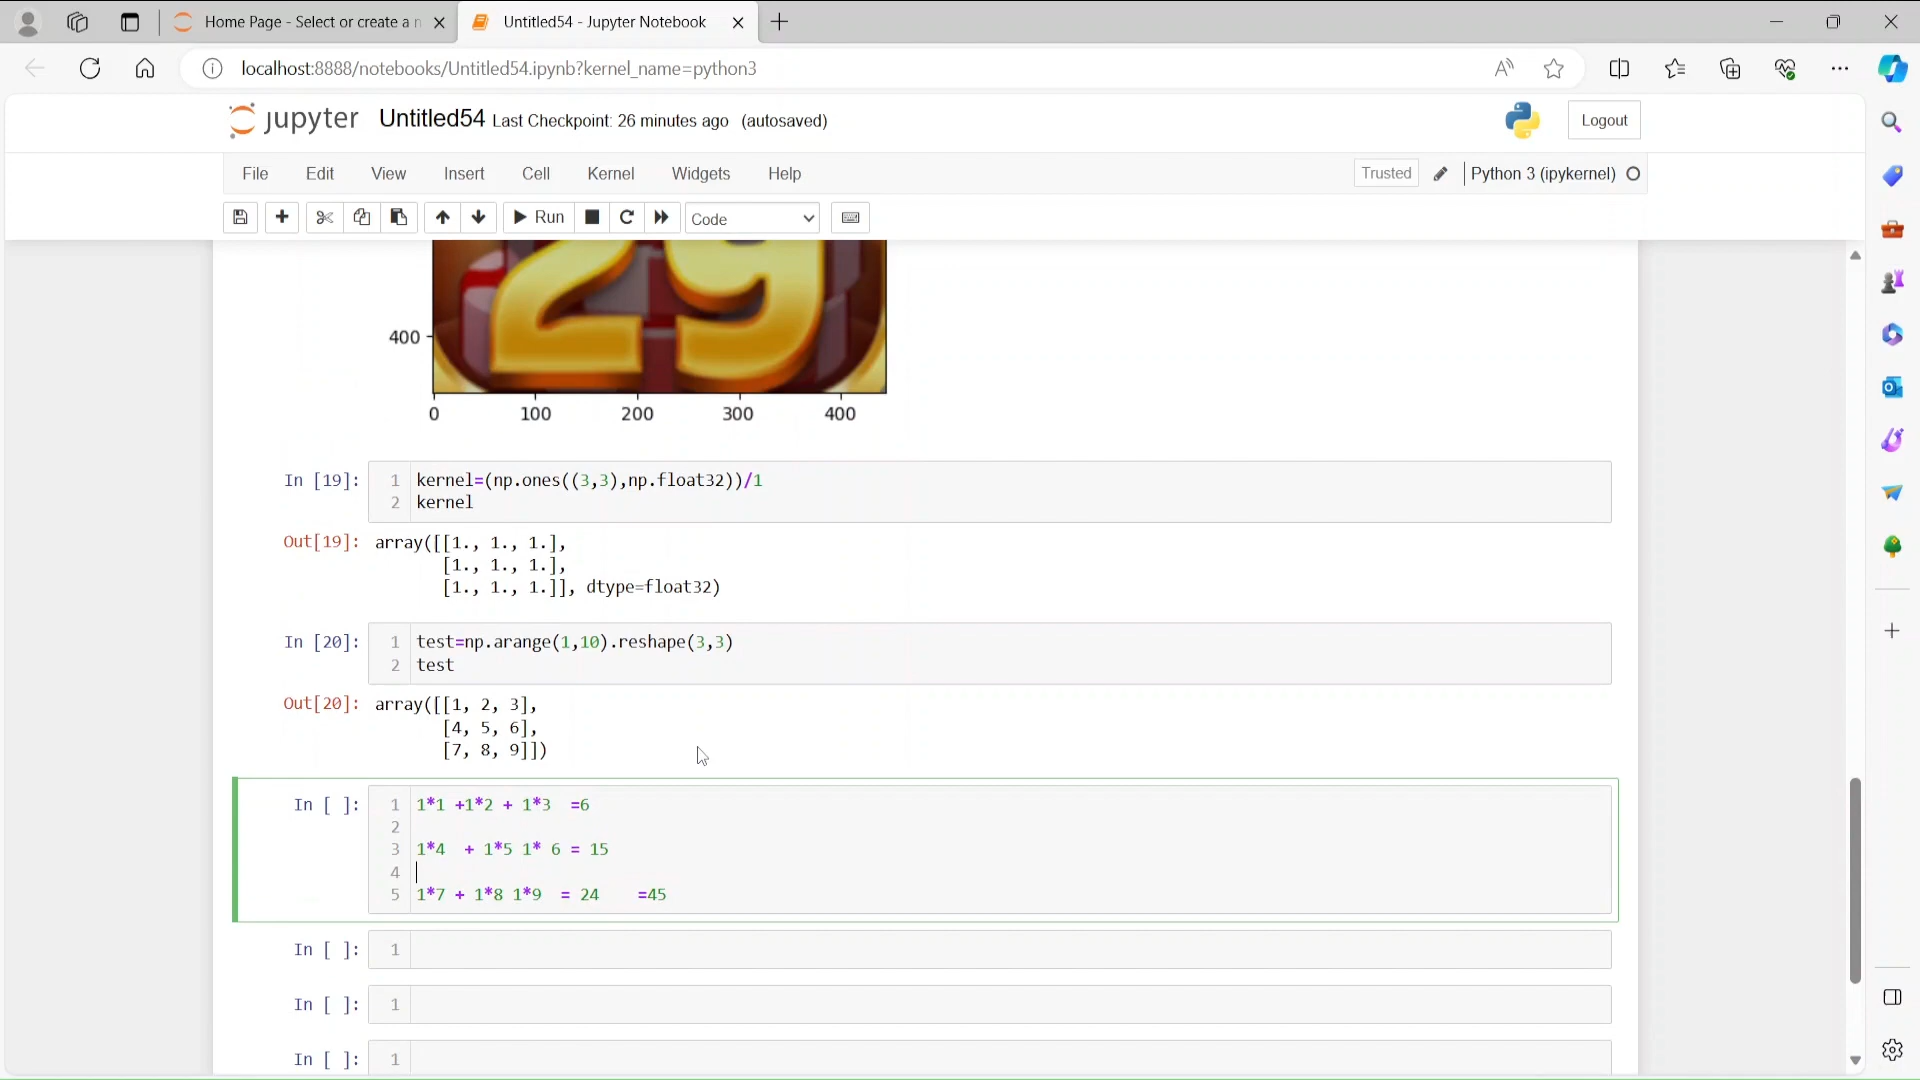 Home Page - Select or create a n
Untitled54 - Jupyter Notebook
localhost:8888/notebooks/Untitled54.ipynb?kernel_name=python3
jupyter Untitled54 Last Checkpoint: 26 minutes ago (autosaved)
Logout
File Edit View Insert Cell Kernel Widgets Help
Trusted Python 3 (ipykernel)
Run Code
29
400
0 100 200 300 400
In [19]: 1 kernel=(np.ones((3,3),np.float32))/1
2 kernel
Out[19]: array([[1., 1., 1.],
[1., 1., 1.],
[1., 1., 1.]], dtype=float32)
In [20]: 1 test=np.arange(1,10).reshape(3,3)
2 test
Out[20]: array([[1, 2, 3],
[4, 5, 6],
[7, 8, 9]])
In [ ]: 1 1*1 +1*2 + 1*3  =6
2
3 1*4  + 1*5 1* 6 = 15
4
5 1*7 + 1*8 1*9  = 24    =45
In [ ]: 1
In [ ]: 1
In [ ]: 1